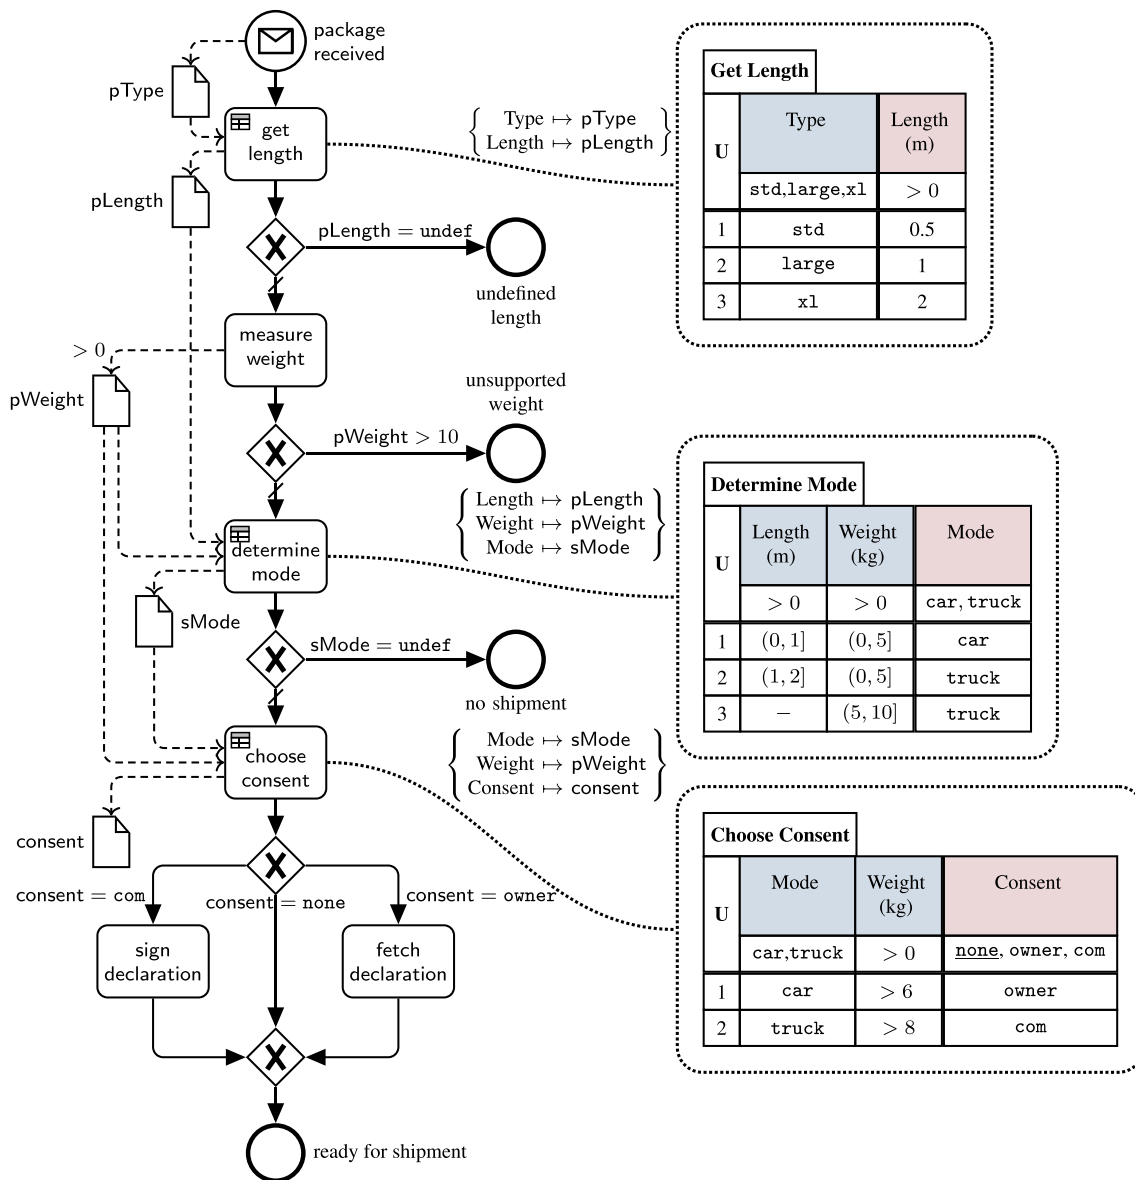 package
received
pType
get
length
{ Type ↦ pType
Length ↦ pLength }
pLength
pLength = undef
undefined
length
measure
weight
> 0
pWeight
unsupported
weight
pWeight > 10
{ Length ↦ pLength
Weight ↦ pWeight
Mode ↦ sMode }
determine
mode
sMode
sMode = undef
no shipment
{ Mode ↦ sMode
Weight ↦ pWeight
Consent ↦ consent }
choose
consent
consent
consent = com
consent = none
consent = owner
sign
declaration
fetch
declaration
ready for shipment
Get Length
U
Type
Length
(m)
std,large,xl
> 0
1 std 0.5
2 large 1
3 xl 2
Determine Mode
U
Length
(m)
Weight
(kg)
Mode
> 0 > 0 car, truck
1 (0, 1] (0, 5] car
2 (1, 2] (0, 5] truck
3 − (5, 10] truck
Choose Consent
U
Mode
Weight
(kg)
Consent
car,truck > 0 none, owner, com
1 car > 6 owner
2 truck > 8 com